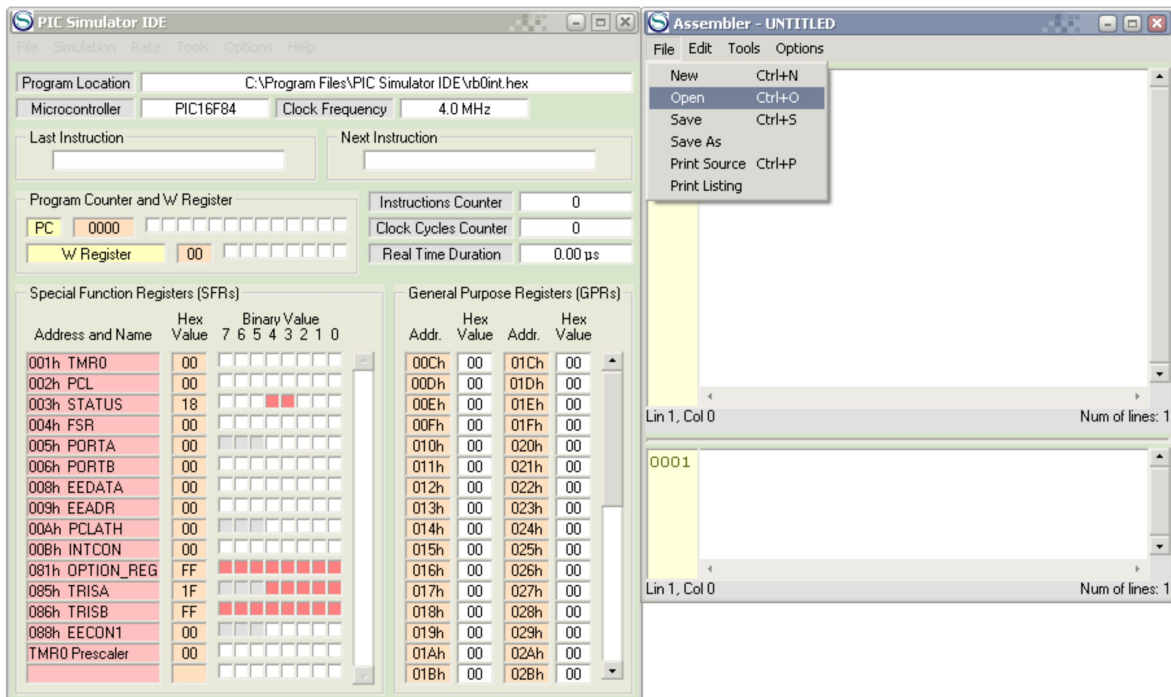 PIC Simulator IDE
File Simulation Rate Tools Options Help
Program Location C:\Program Files\PIC Simulator IDE\rb0int.hex
Microcontroller PIC16F84 Clock Frequency 4.0 MHz
Last Instruction Next Instruction
Program Counter and W Register
PC 0000
W Register 00
Instructions Counter 0
Clock Cycles Counter 0
Real Time Duration 0.00 µs
Special Function Registers (SFRs)
Hex Binary Value
Address and Name Value 7 6 5 4 3 2 1 0
001h TMR0 00
002h PCL 00
003h STATUS 18
004h FSR 00
005h PORTA 00
006h PORTB 00
008h EEDATA 00
009h EEADR 00
00Ah PCLATH 00
00Bh INTCON 00
081h OPTION_REG FF
085h TRISA 1F
086h TRISB FF
088h EECON1 00
TMR0 Prescaler 00
General Purpose Registers (GPRs)
Hex Hex
Addr. Value Addr. Value
00Ch 00 01Ch 00
00Dh 00 01Dh 00
00Eh 00 01Eh 00
00Fh 00 01Fh 00
010h 00 020h 00
011h 00 021h 00
012h 00 022h 00
013h 00 023h 00
014h 00 024h 00
015h 00 025h 00
016h 00 026h 00
017h 00 027h 00
018h 00 028h 00
019h 00 029h 00
01Ah 00 02Ah 00
01Bh 00 02Bh 00
Assembler - UNTITLED
File Edit Tools Options
New Ctrl+N
Open Ctrl+O
Save Ctrl+S
Save As
Print Source Ctrl+P
Print Listing
Lin 1, Col 0 Num of lines: 1
0001
Lin 1, Col 0 Num of lines: 1